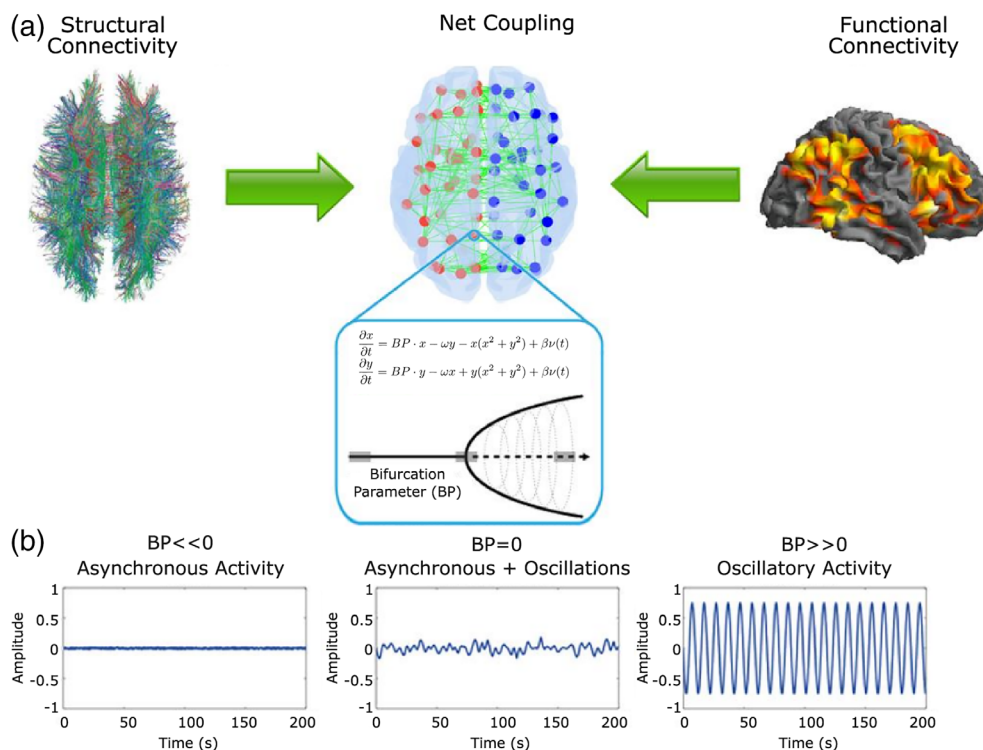 (a)
Structural
Connectivity
Net Coupling
Functional
Connectivity
∂x/∂t = BP · x − ωy − x(x² + y²) + βν(t)
∂y/∂t = BP · y − ωx + y(x² + y²) + βν(t)
Bifurcation
Parameter (BP)
(b)
BP<<0
Asynchronous Activity
BP=0
Asynchronous + Oscillations
BP>>0
Oscillatory Activity
Amplitude
1
0.5
0
-0.5
-1
0 50 100 150 200
Time (s)
Amplitude
1
0.5
0
-0.5
-1
0 50 100 150 200
Time (s)
Amplitude
1
0.5
0
-0.5
-1
0 50 100 150 200
Time (s)